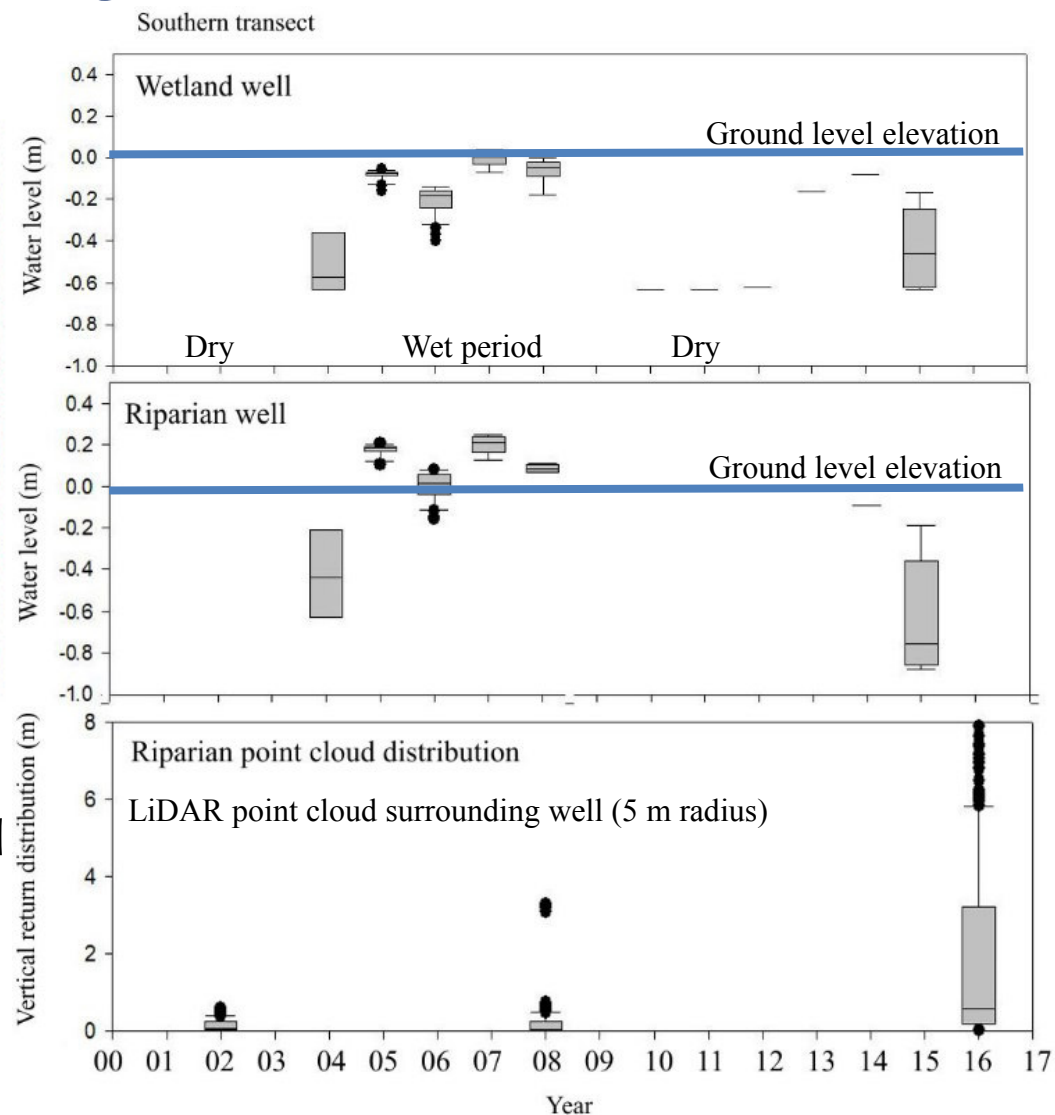 Southern transect
Wetland well
Ground level elevation
Water level (m)
0.4
0.2
0.0
-0.2
-0.4
-0.6
-0.8
-1.0
Dry
Wet period
Dry
Riparian well
Ground level elevation
Water level (m)
0.4
0.2
0.0
-0.2
-0.4
-0.6
-0.8
-1.0
Riparian point cloud distribution
LiDAR point cloud surrounding well (5 m radius)
Vertical return distribution (m)
8
6
4
2
0
00 01 02 03 04 05 06 07 08 09 10 11 12 13 14 15 16 17
Year